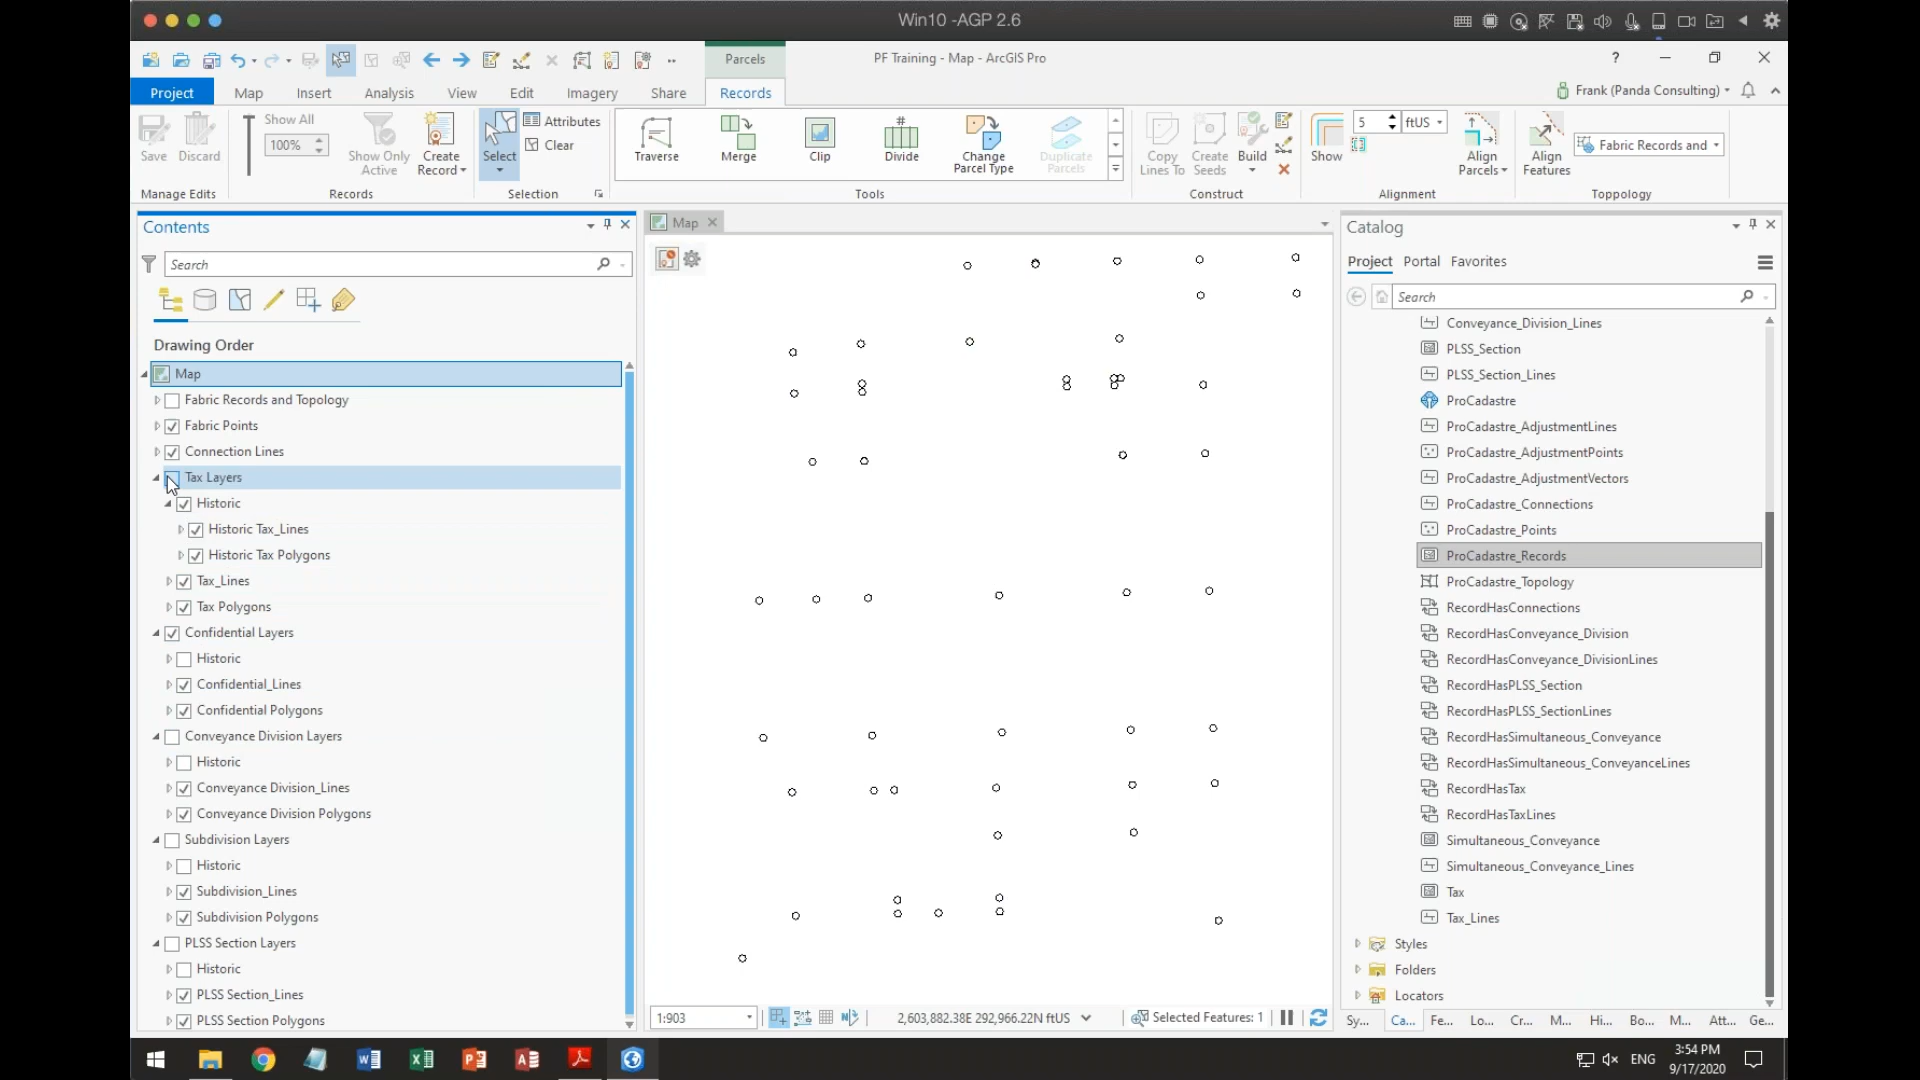 Win10 -AGP 2.6
Parcels
PF Training - Map - ArcGIS Pro
?
Project
Map
Insert
Analysis
View
Edit
Imagery
Share
Records
Frank (Panda Consulting)
Save
Discard
Manage Edits
Show All
100%
Show Only Active
Create Record
Records
Select
Attributes
Clear
Selection
Traverse
Merge
Clip
Divide
Change Parcel Type
Duplicate Parcels
Tools
Copy Lines To
Create Seeds
Build
Construct
Show
5
ftUS
Align Parcels
Alignment
Align Features
Fabric Records and
Toppology
Contents
Search
Drawing Order
Map
Fabric Records and Topology
Fabric Points
Connection Lines
Tax Layers
Historic
Historic Tax_Lines
Historic Tax Polygons
Tax_Lines
Tax Polygons
Confidential Layers
Historic
Confidential_Lines
Confidential Polygons
Conveyance Division Layers
Historic
Conveyance Division_Lines
Conveyance Division Polygons
Subdivision Layers
Historic
Subdivision_Lines
Subdivision Polygons
PLSS Section Layers
Historic
PLSS Section_Lines
PLSS Section Polygons
Map
1:903
2,603,882.38E 292,966.22N ftUS
Selected Features: 1
Catalog
Project
Portal
Favorites
Search
Conveyance_Division_Lines
PLSS_Section
PLSS_Section_Lines
ProCadastre
ProCadastre_AdjustmentLines
ProCadastre_AdjustmentPoints
ProCadastre_AdjustmentVectors
ProCadastre_Connections
ProCadastre_Points
ProCadastre_Records
ProCadastre_Topology
RecordHasConnections
RecordHasConveyance_Division
RecordHasConveyance_DivisionLines
RecordHasPLSS_Section
RecordHasPLSS_SectionLines
RecordHasSimultaneous_Conveyance
RecordHasSimultaneous_ConveyanceLines
RecordHasTax
RecordHasTaxLines
Simultaneous_Conveyance
Simultaneous_Conveyance_Lines
Tax
Tax_Lines
Styles
Folders
Locators
Sy...
Ca...
Fe...
Lo...
Cr...
M...
Hi...
Bo...
M...
Att...
Ge...
ENG
3:54 PM
9/17/2020